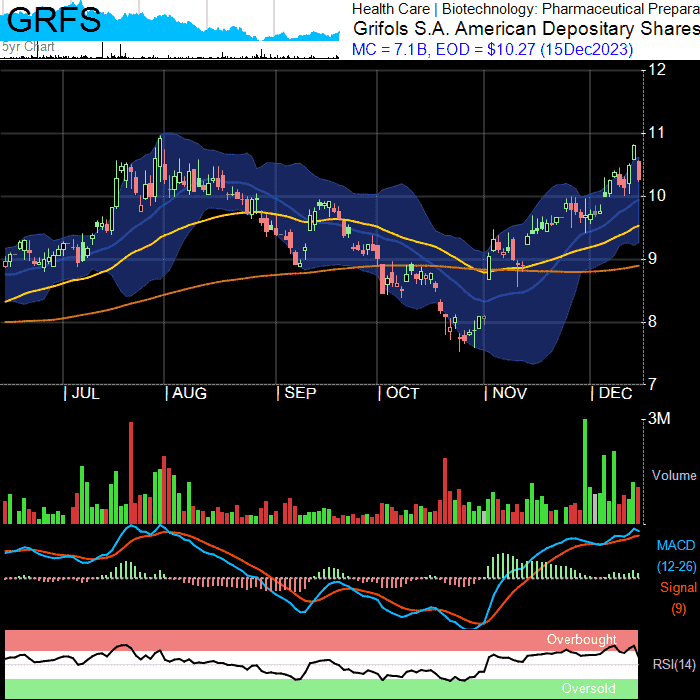 GRFS
5yr Chart
Health Care | Biotechnology: Pharmaceutical Prepara
Grifols S.A. American Depositary Shares
MC = 7.1B, EOD = $10.27 (15Dec2023)
12
11
10
9
8
7
| JUL | AUG | SEP | OCT | NOV | DEC
3M
Volume
MACD
(12-26)
Signal
(9)
Overbought
RSI(14)
Oversold